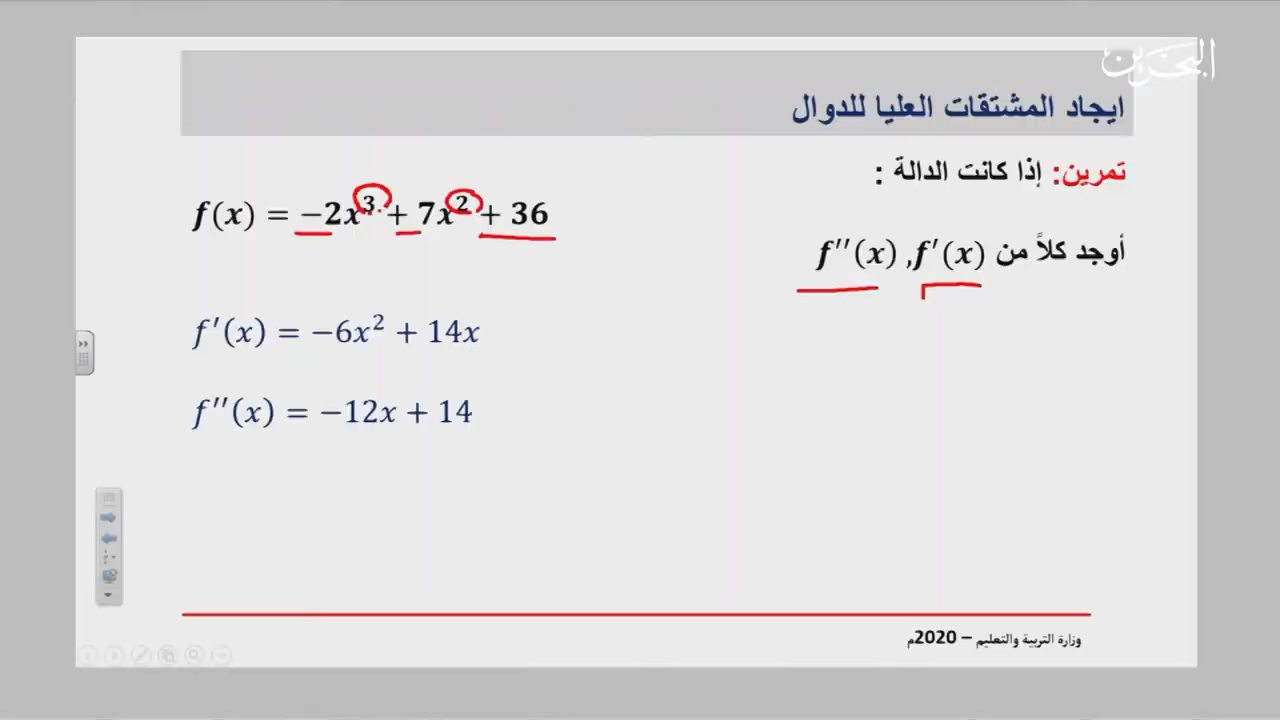 البحرين
ايجاد المشتقات العليا للدوال
تمرين: إذا كانت الدالة :
f(x) = −2x³ + 7x² + 36
أوجد كلاً من f′(x) , f′′(x)
f′(x) = −6x² + 14x
f′′(x) = −12x + 14
وزارة التربية والتعليم – 2020م